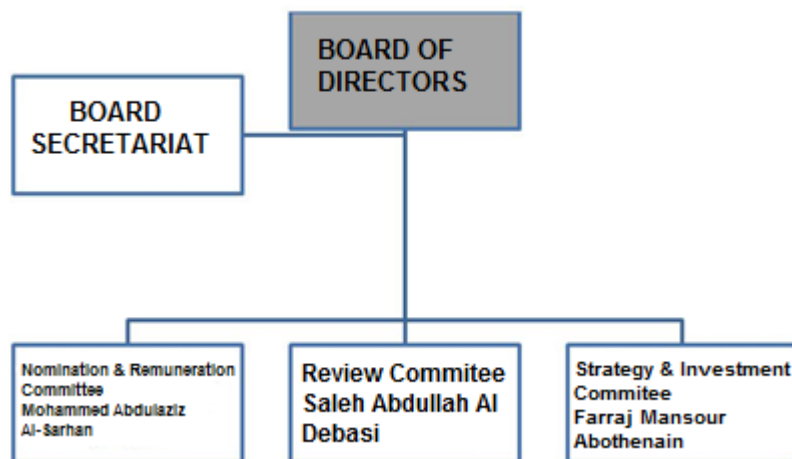 BOARD OF
DIRECTORS
BOARD
SECRETARIAT
Nomination & Remuneration
Committee
Mohammed Abdulaziz
Al-Sarhan
Review Commitee
Saleh Abdullah Al
Debasi
Strategy & Investment
Commitee
Farraj Mansour
Abothenain